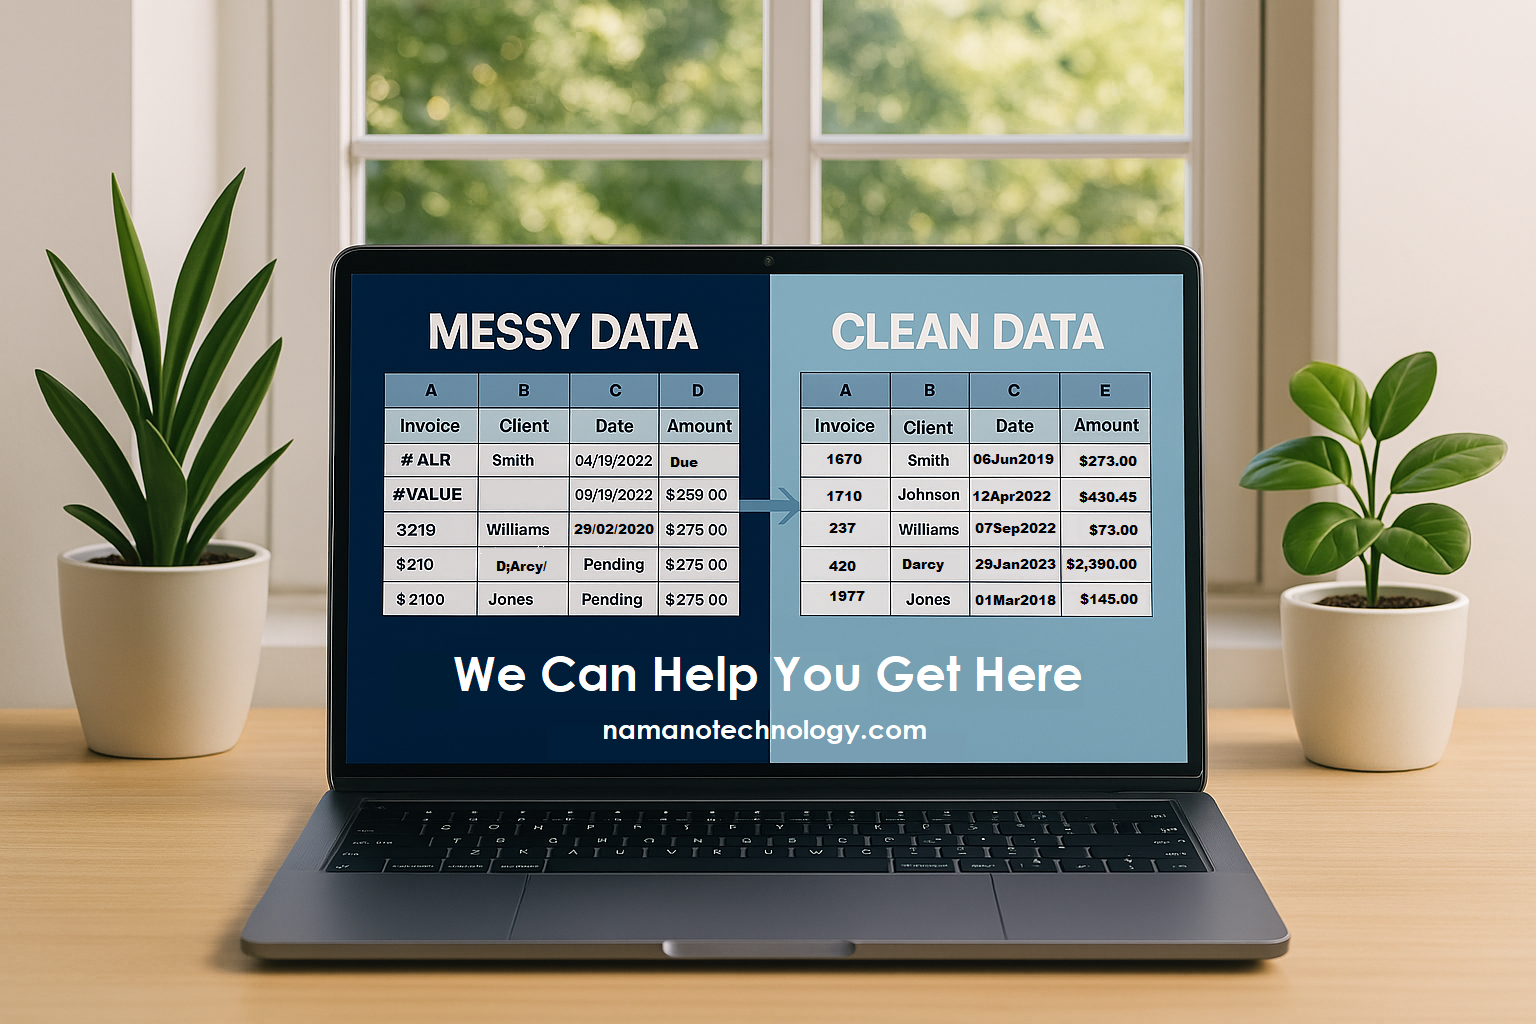 MESSY DATA
A B C D
Invoice Client Date Amount
# ALR Smith 04/19/2022 Due
#VALUE 09/19/2022 $259 00
3219 Williams 29/02/2020 $275 00
$210 D;Arcy/ Pending $275 00
$2100 Jones Pending $275 00
CLEAN DATA
A B C E
Invoice Client Date Amount
1670 Smith 06Jun2019 $273.00
1710 Johnson 12Apr2022 $430.45
237 Williams 07Sep2022 $73.00
420 Darcy 29Jan2023 $2,390.00
1977 Jones 01Mar2018 $145.00
We Can Help You Get Here
namanotechnology.com